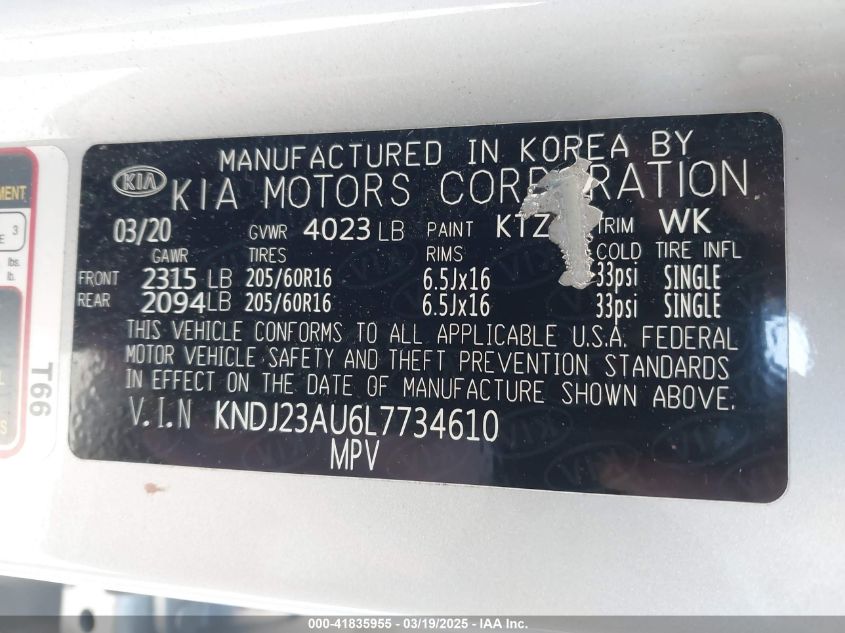 MANUFACTURED IN KOREA BY
KIA KIA MOTORS CORPORATION
03/20 GVWR 4023 LB PAINT KTZ TRIM WK
GAWR TIRES RIMS COLD TIRE INFL
FRONT 2315 LB 205/60R16 6.5Jx16 33psi SINGLE
REAR 2094LB 205/60R16 6.5Jx16 33psi SINGLE
THIS VEHICLE CONFORMS TO ALL APPLICABLE U.S.A. FEDERAL
MOTOR VEHICLE SAFETY AND THEFT PREVENTION STANDARDS
IN EFFECT ON THE DATE OF MANUFACTURE SHOWN ABOVE.
V.I.N KNDJ23AU6L7734610
MPV
T66
3
lbs.
lb.
000-41835955 - 03/19/2025 - IAA Inc.